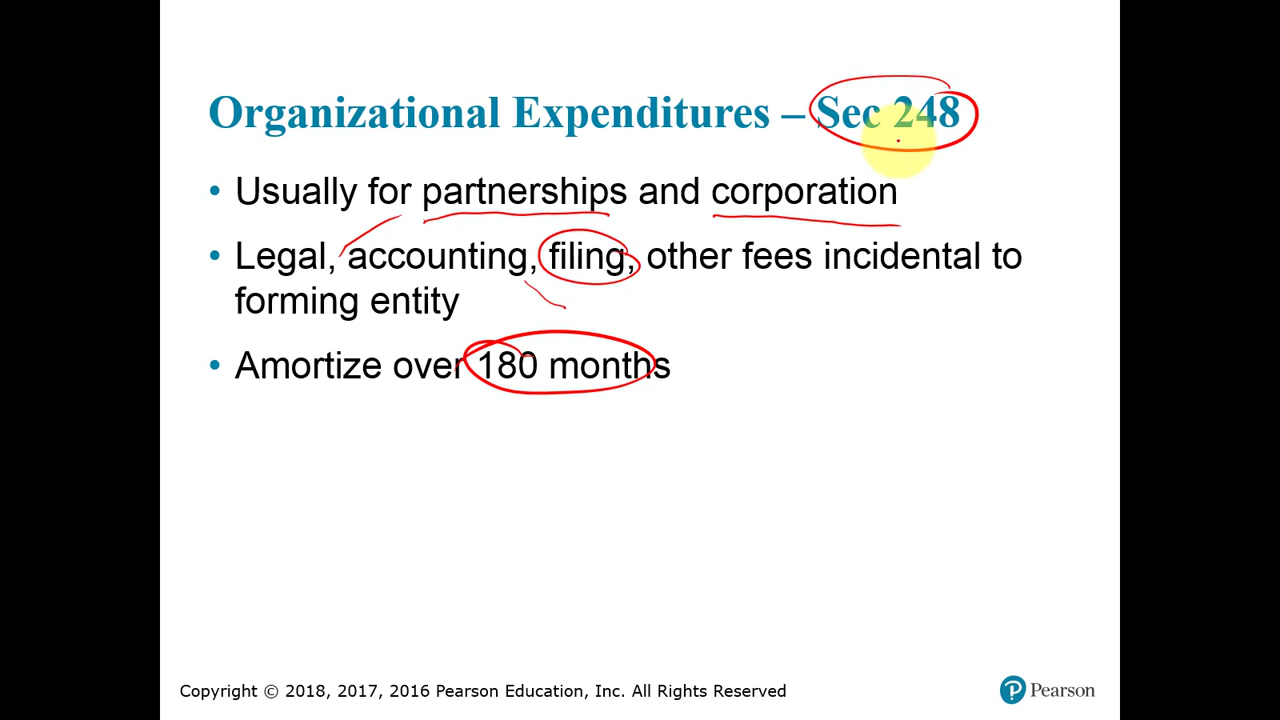 Organizational Expenditures – Sec 248
• Usually for partnerships and corporation
• Legal, accounting, filing, other fees incidental to
forming entity
• Amortize over 180 months
Copyright © 2018, 2017, 2016 Pearson Education, Inc. All Rights Reserved
P Pearson